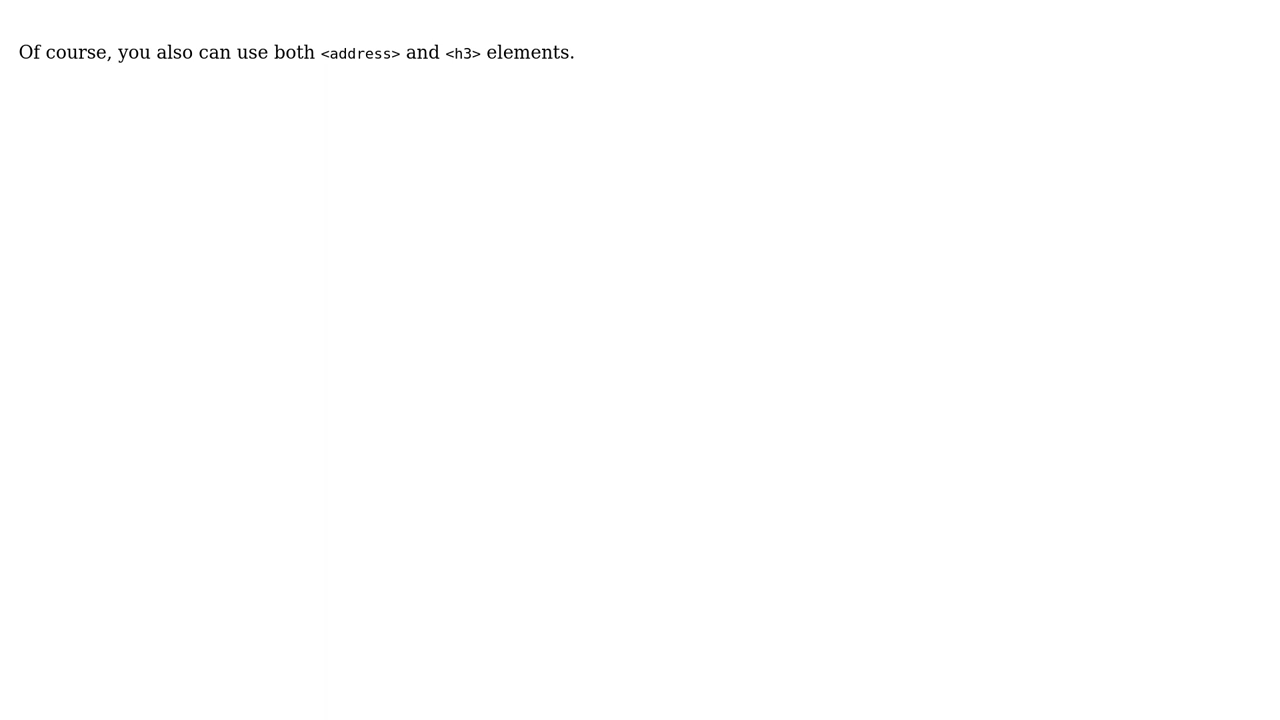 Of course, you also can use both <address> and <h3> elements.